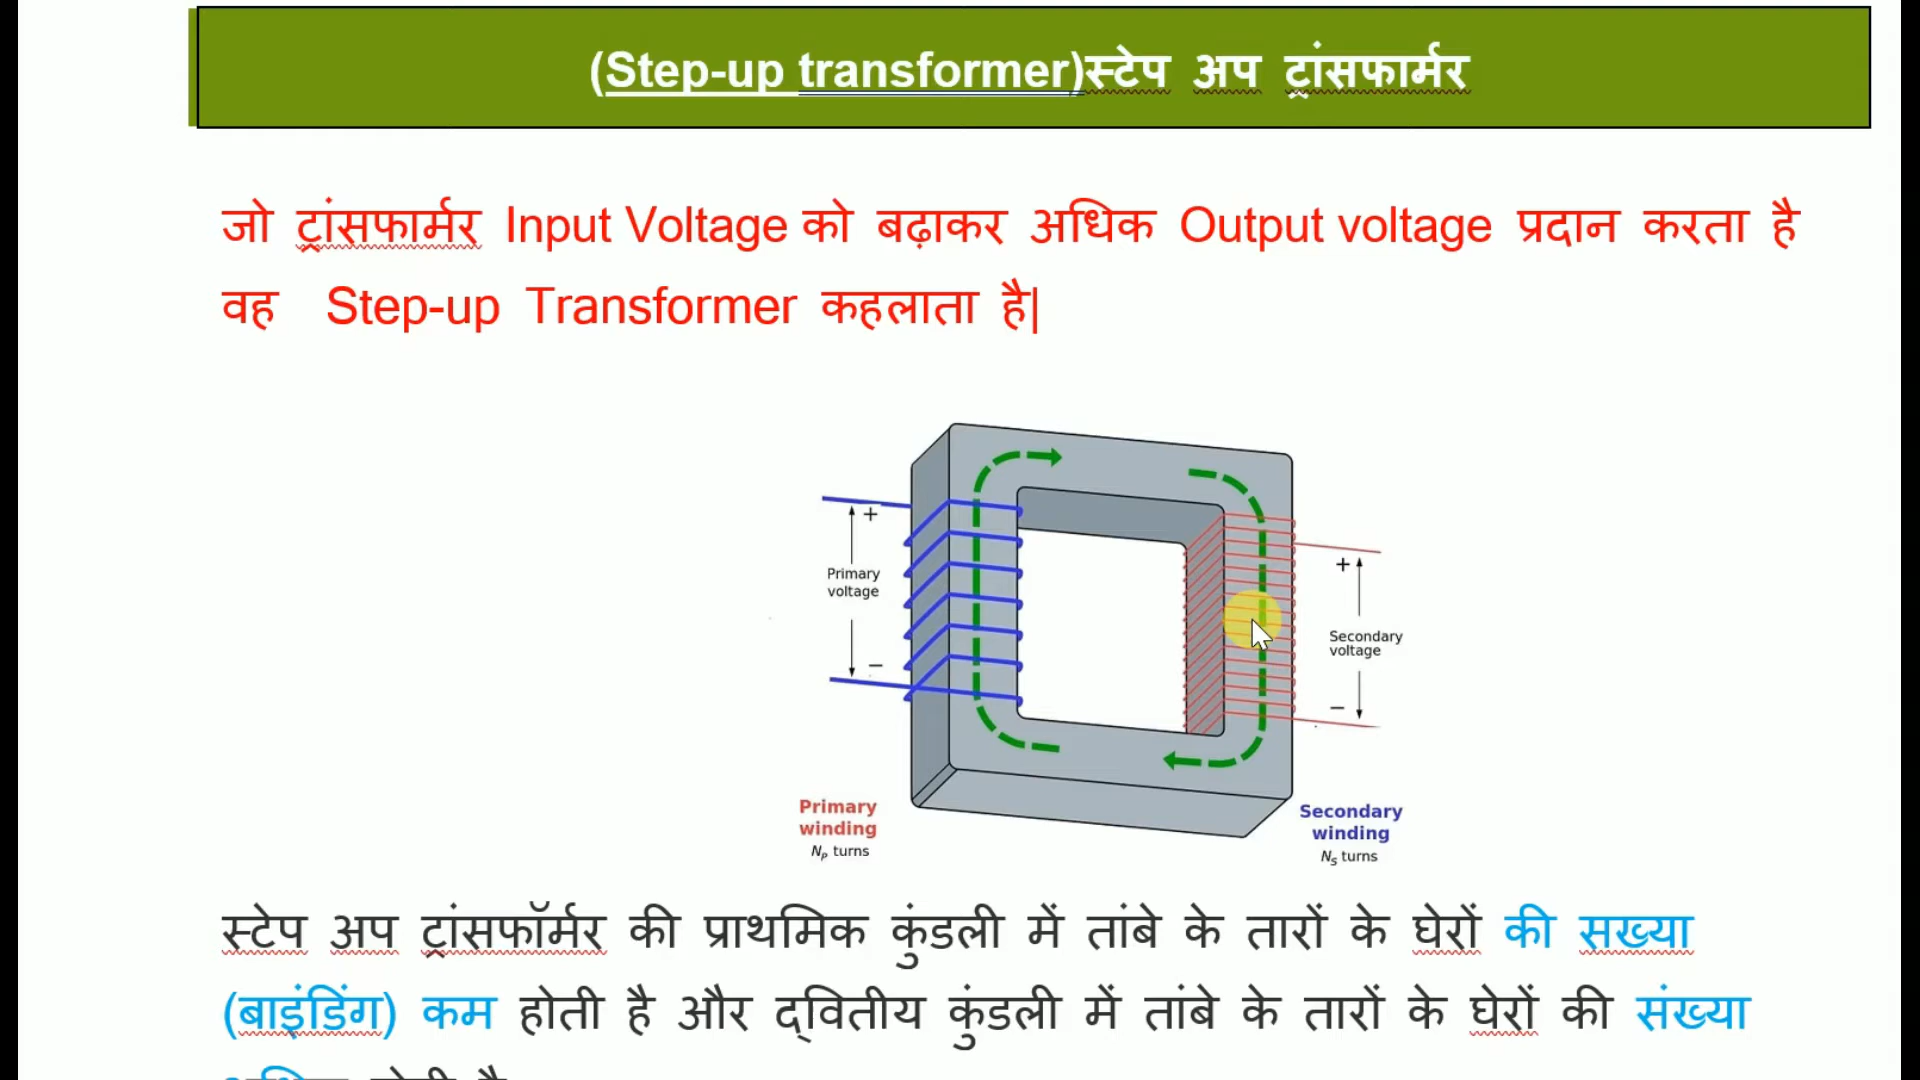 (Step-up transformer)स्टेप अप ट्रांसफार्मर
जो ट्रांसफार्मर Input Voltage को बढ़ाकर अधिक Output voltage प्रदान करता है
वह Step-up Transformer कहलाता है|
+
Primary
voltage
−
+
Secondary
voltage
−
Primary
winding
Np turns
Secondary
winding
Ns turns
स्टेप अप ट्रांसफॉर्मर की प्राथमिक कुंडली में तांबे के तारों के घेरों की सख्या
(बाइंडिंग) कम होती है और द्वितीय कुंडली में तांबे के तारों के घेरों की संख्या